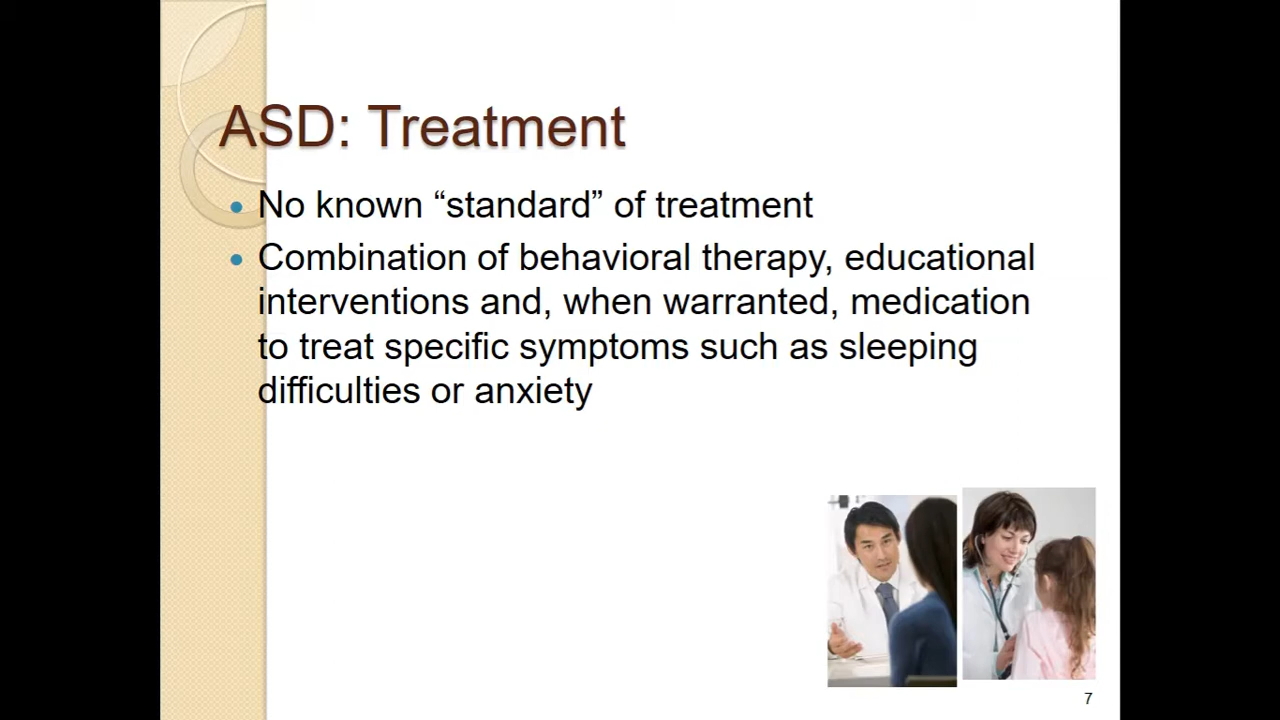 ASD: Treatment
• No known “standard” of treatment
• Combination of behavioral therapy, educational
interventions and, when warranted, medication
to treat specific symptoms such as sleeping
difficulties or anxiety
7